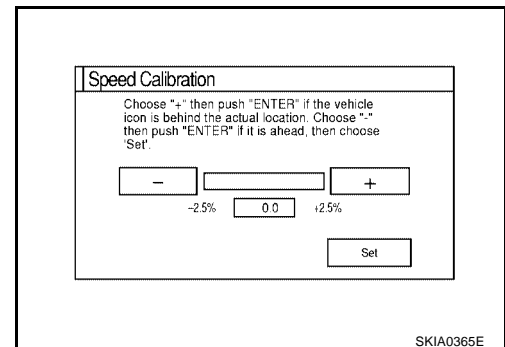 Speed Calibration
Choose "+" then push "ENTER" if the vehicle
icon is behind the actual location. Choose "-"
then push "ENTER" if it is ahead, then choose
'Set'.
− +
−2.5% 0.0 +2.5%
Set
SKIA0365E